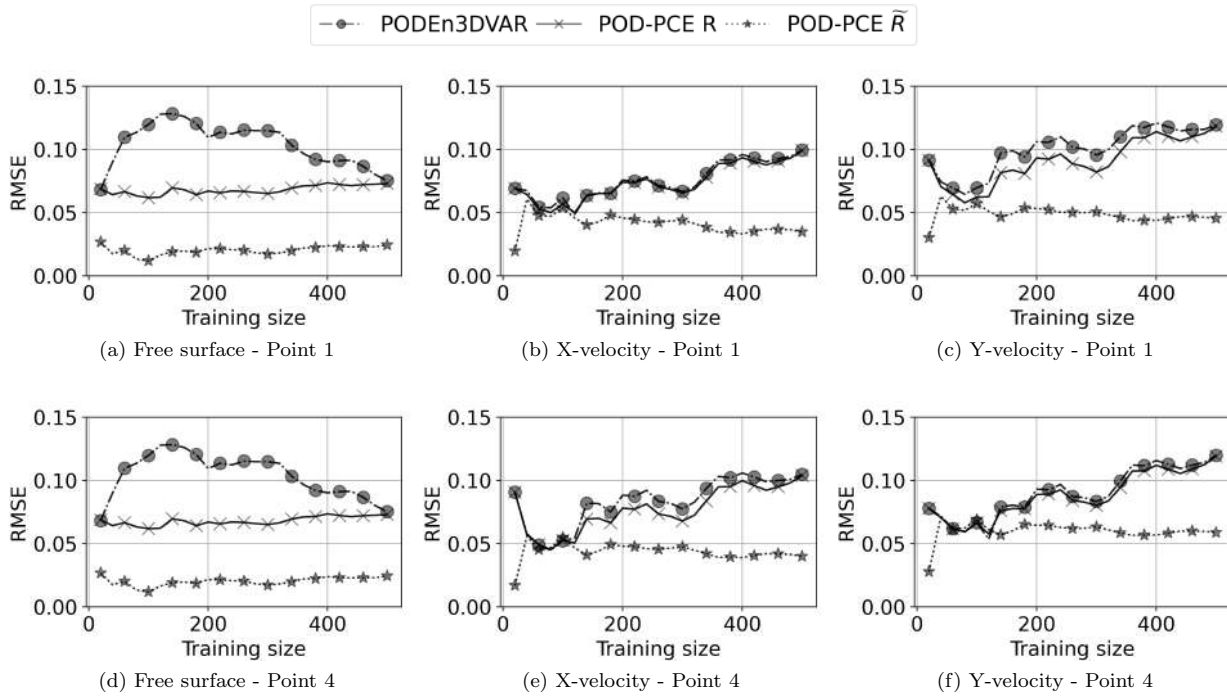 PODEn3DVAR POD-PCE R POD-PCE R̃
0.15 0.15 0.15
0.10 0.10 0.10
RMSE RMSE RMSE
0.05 0.05 0.05
0.00 0.00 0.00
0 200 400 0 200 400 0 200 400
Training size Training size Training size
(a) Free surface - Point 1 (b) X-velocity - Point 1 (c) Y-velocity - Point 1
0.15 0.15 0.15
0.10 0.10 0.10
RMSE RMSE RMSE
0.05 0.05 0.05
0.00 0.00 0.00
0 200 400 0 200 400 0 200 400
Training size Training size Training size
(d) Free surface - Point 4 (e) X-velocity - Point 4 (f) Y-velocity - Point 4